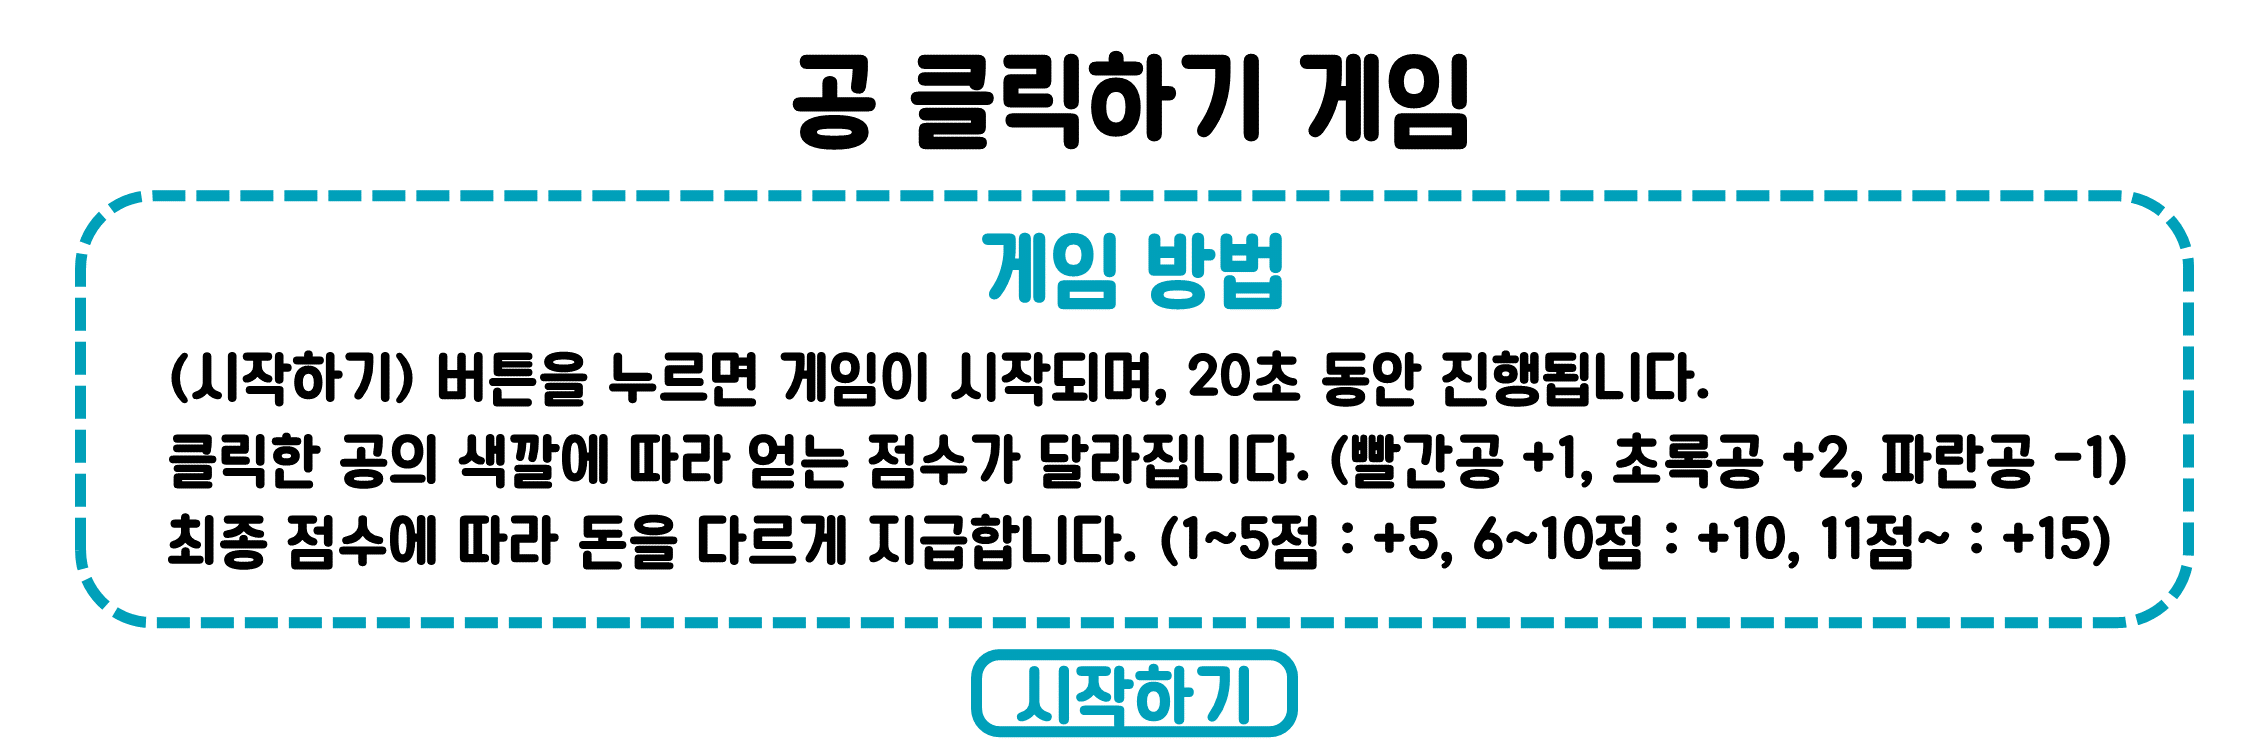 공 클릭하기 게임
게임 방법
(시작하기) 버튼을 누르면 게임이 시작되며, 20초 동안 진행됩니다.
클릭한 공의 색깔에 따라 얻는 점수가 달라집니다. (빨간공 +1, 초록공 +2, 파란공 -1)
최종 점수에 따라 돈을 다르게 지급합니다. (1~5점 : +5, 6~10점 : +10, 11점~ : +15)
시작하기